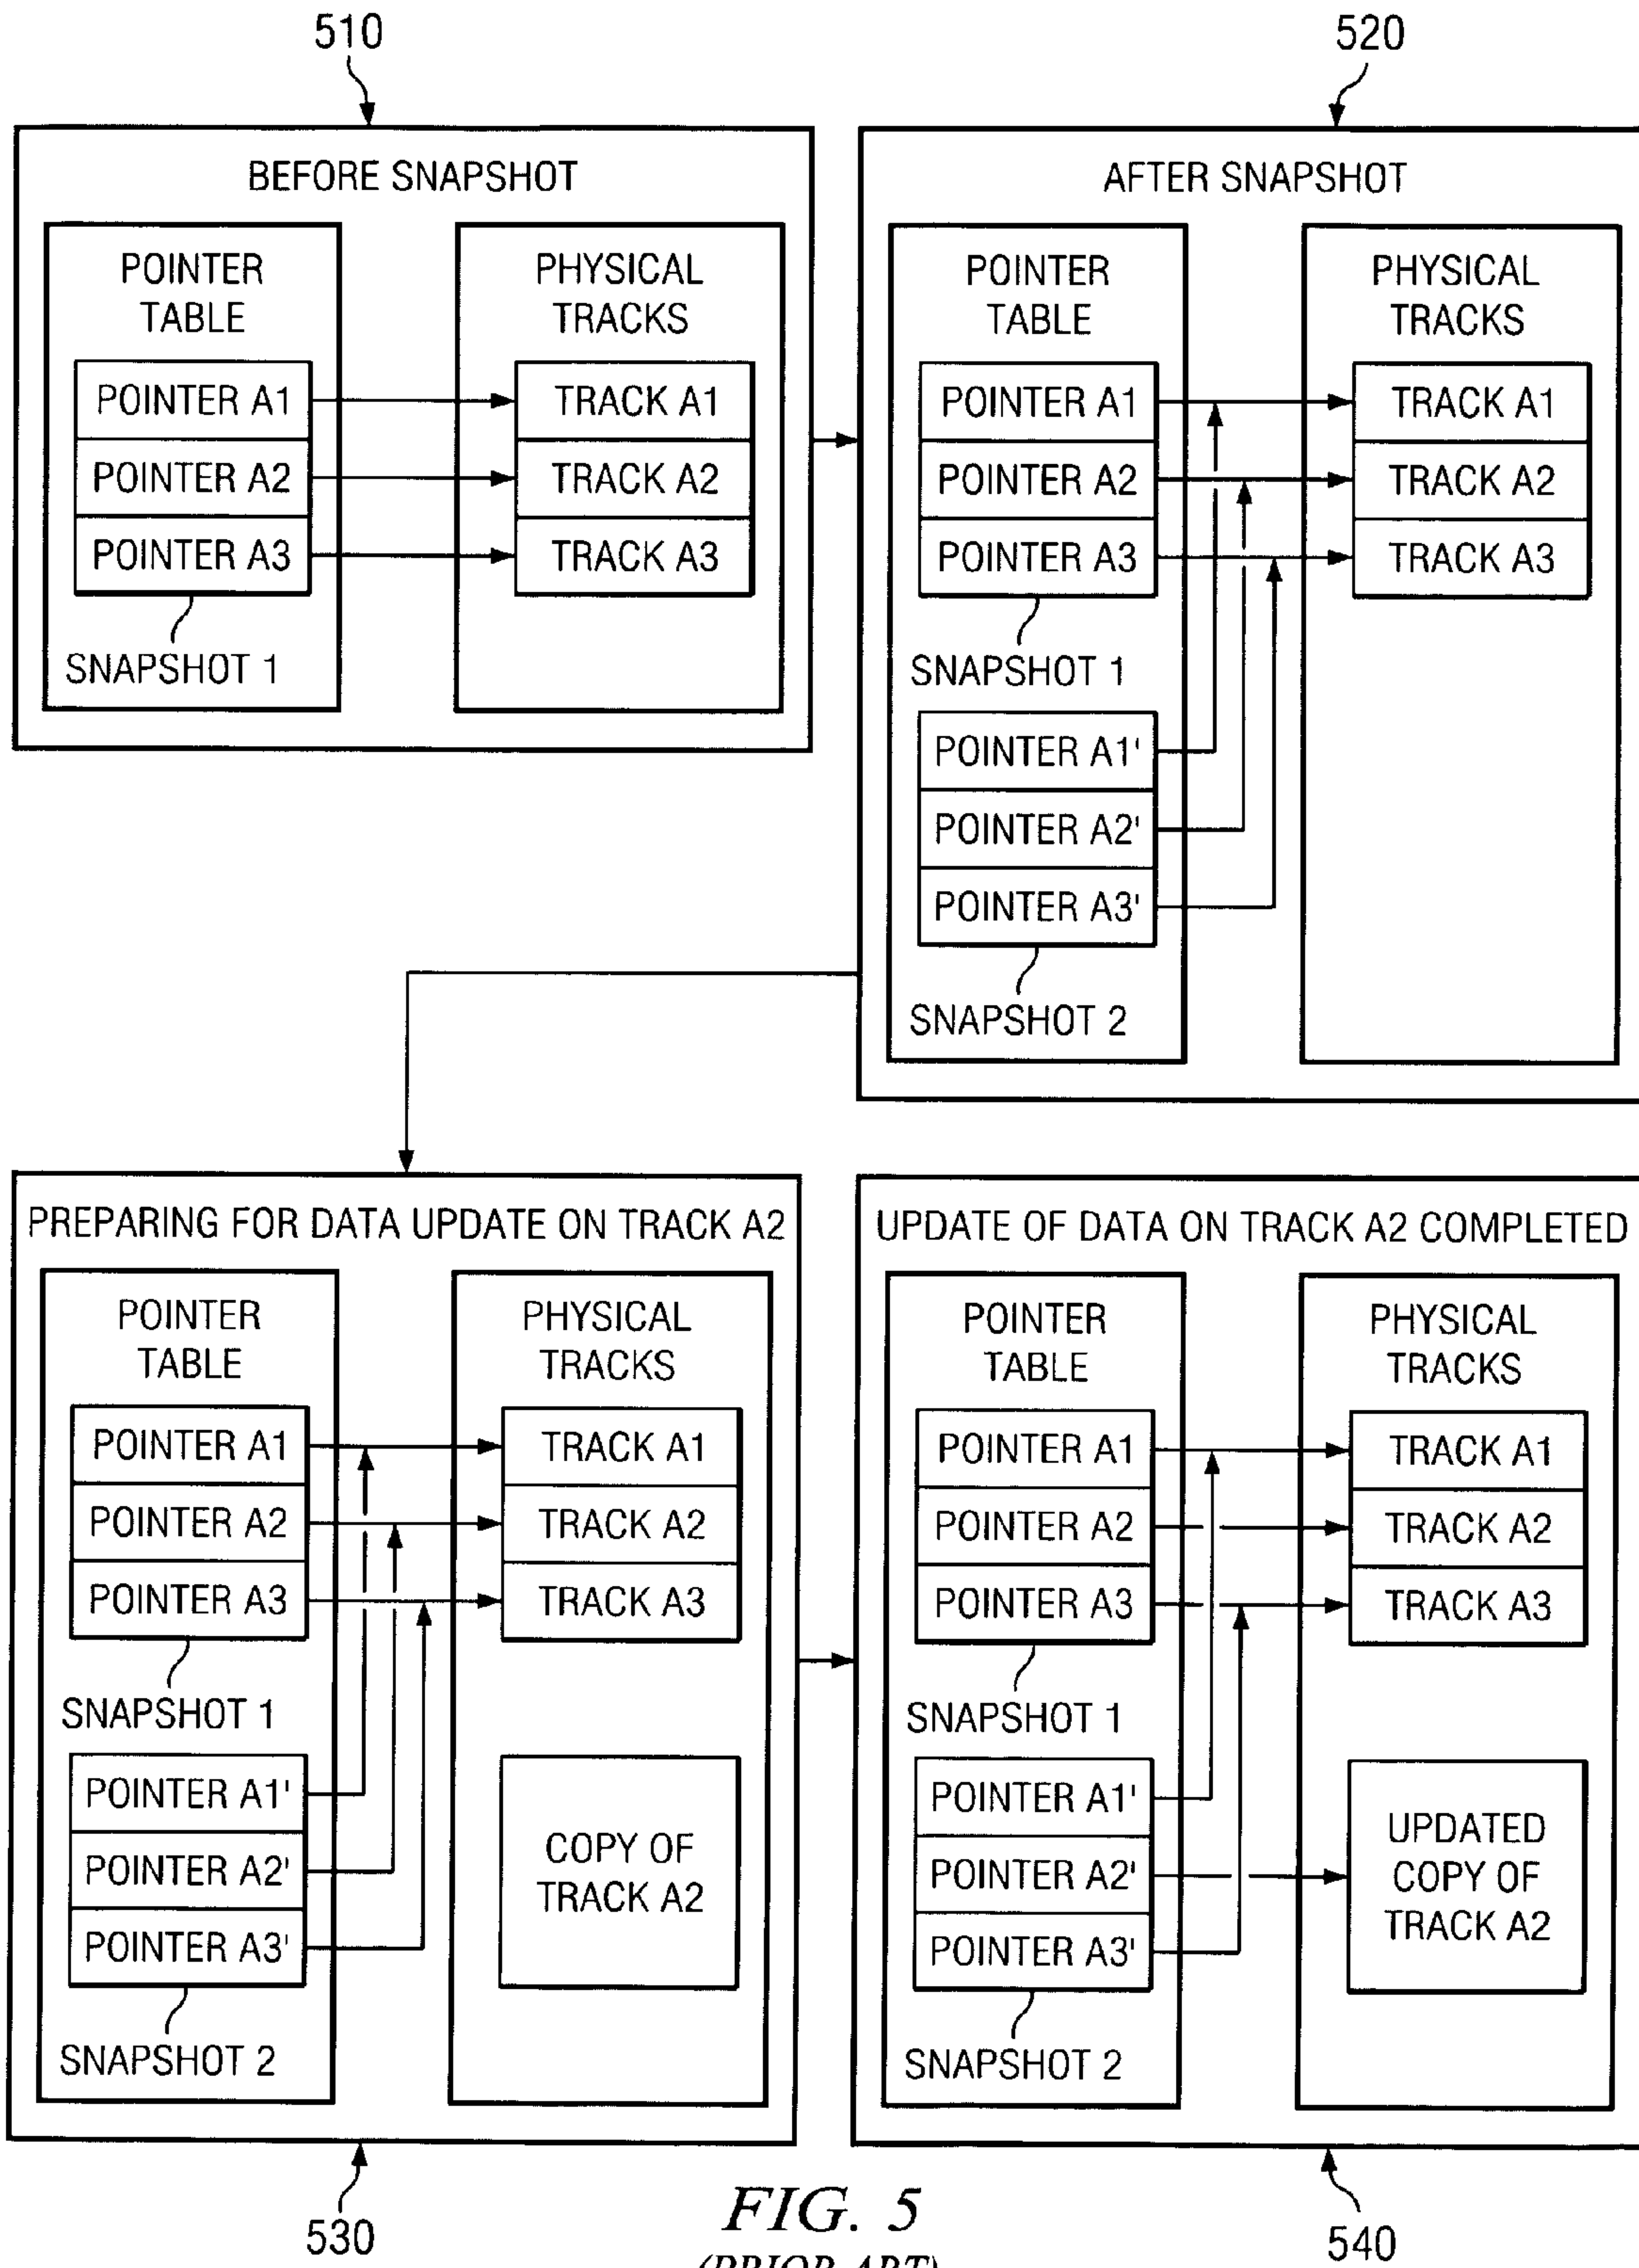 510
BEFORE SNAPSHOT
POINTER
TABLE
POINTER A1
POINTER A2
POINTER A3
SNAPSHOT 1
PHYSICAL
TRACKS
TRACK A1
TRACK A2
TRACK A3
520
AFTER SNAPSHOT
POINTER
TABLE
POINTER A1
POINTER A2
POINTER A3
SNAPSHOT 1
POINTER A1'
POINTER A2'
POINTER A3'
SNAPSHOT 2
PHYSICAL
TRACKS
TRACK A1
TRACK A2
TRACK A3
PREPARING FOR DATA UPDATE ON TRACK A2
POINTER
TABLE
POINTER A1
POINTER A2
POINTER A3
SNAPSHOT 1
POINTER A1'
POINTER A2'
POINTER A3'
SNAPSHOT 2
PHYSICAL
TRACKS
TRACK A1
TRACK A2
TRACK A3
COPY OF
TRACK A2
530
UPDATE OF DATA ON TRACK A2 COMPLETED
POINTER
TABLE
POINTER A1
POINTER A2
POINTER A3
SNAPSHOT 1
POINTER A1'
POINTER A2'
POINTER A3'
SNAPSHOT 2
PHYSICAL
TRACKS
TRACK A1
TRACK A2
TRACK A3
UPDATED
COPY OF
TRACK A2
540
FIG. 5
(PRIOR ART)